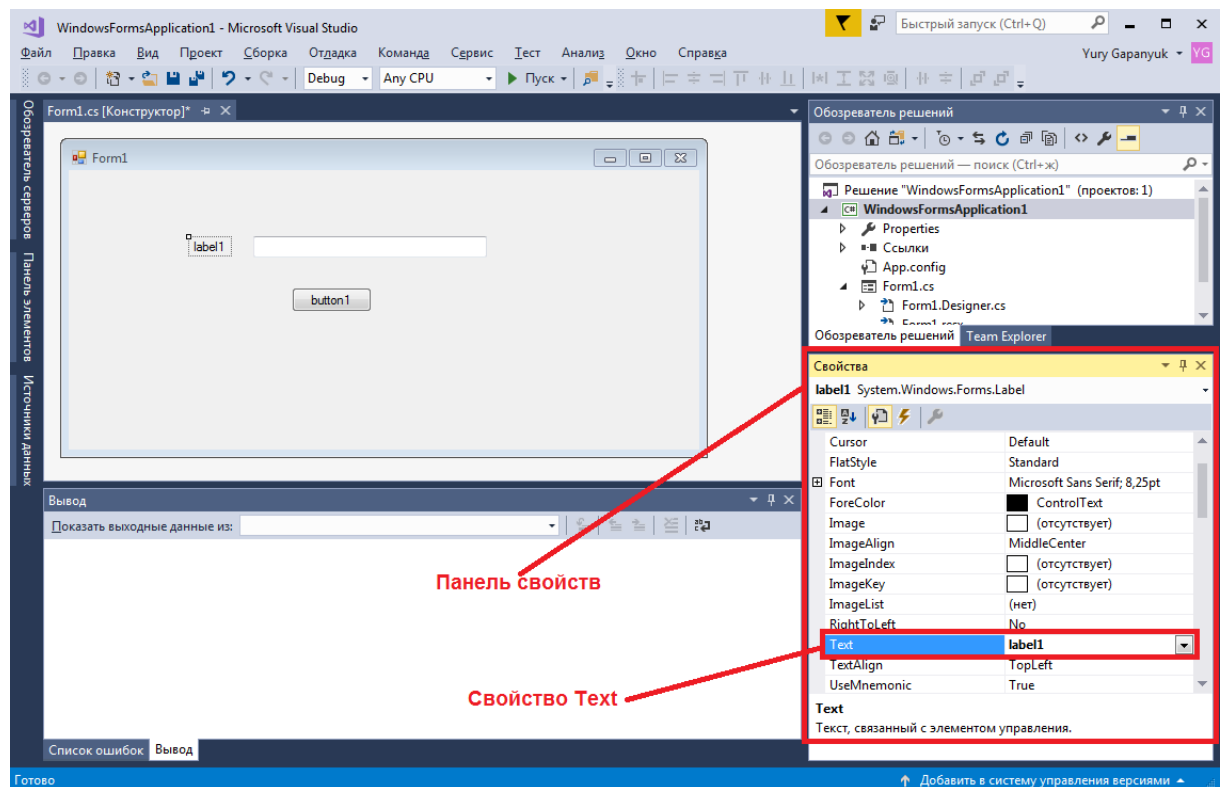 WindowsFormsApplication1 - Microsoft Visual Studio
Быстрый запуск (Ctrl+Q)
Файл Правка Вид Проект Сборка Отладка Команда Сервис Тест Анализ Окно Справка
Yury Gapanyuk
YG
Debug
Any CPU
Пуск
Обозреватель серверов
Панель элементов
Источники данных
Form1.cs [Конструктор]*
Form1
label1
button1
Вывод
Показать выходные данные из:
Список ошибок
Вывод
Обозреватель решений
Обозреватель решений — поиск (Ctrl+ж)
Решение "WindowsFormsApplication1" (проектов: 1)
C# WindowsFormsApplication1
Properties
Ссылки
App.config
Form1.cs
Form1.Designer.cs
Form1.resx
Обозреватель решений
Team Explorer
Свойства
label1 System.Windows.Forms.Label
Cursor Default
FlatStyle Standard
Font Microsoft Sans Serif; 8,25pt
ForeColor ControlText
Image (отсутствует)
ImageAlign MiddleCenter
ImageIndex (отсутствует)
ImageKey (отсутствует)
ImageList (нет)
RightToLeft No
Text label1
TextAlign TopLeft
UseMnemonic True
Text
Текст, связанный с элементом управления.
Панель свойств
Свойство Text
Готово
Добавить в систему управления версиями